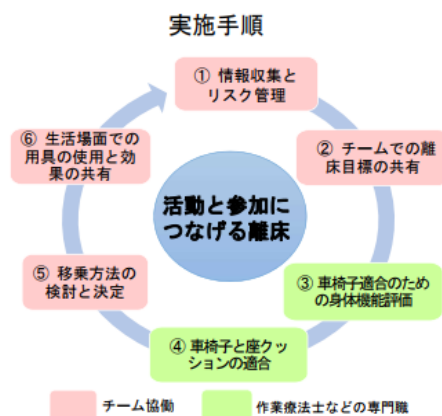 実施手順
① 情報収集と
リスク管理
② チームでの離
床目標の共有
③ 車椅子適合のため
の身体機能評価
④ 車椅子と座クッ
ションの適合
⑤ 移乗方法の
検討と決定
⑥ 生活場面での
用具の使用と効
果の共有
活動と参加に
つなげる離床
チーム協働
作業療法士などの専門職